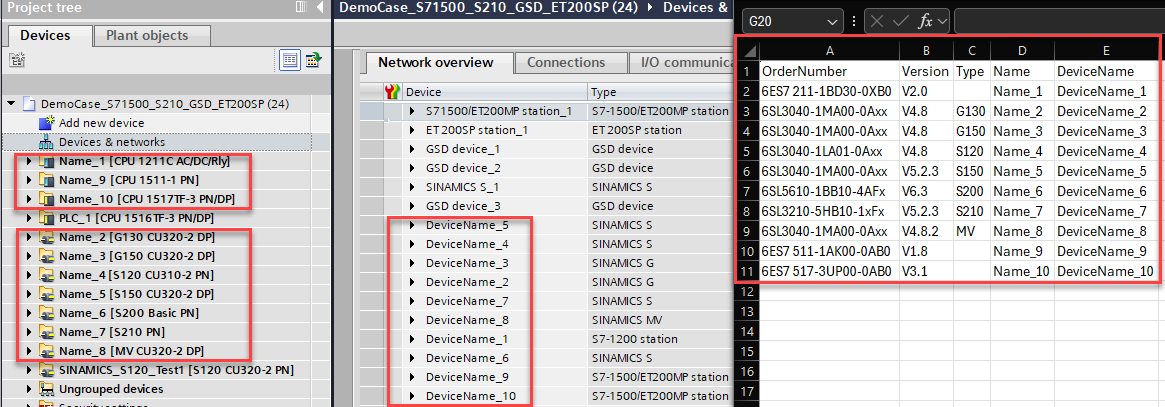 Project tree
Devices
Plant objects
DemoCase_S71500_S210_GSD_ET200SP (24)
Add new device
Devices & networks
Name_1 [CPU 1211C AC/DC/Rly]
Name_9 [CPU 1511-1 PN]
Name_10 [CPU 1517TF-3 PN/DP]
PLC_1 [CPU 1516TF-3 PN/DP]
Name_2 [G130 CU320-2 DP]
Name_3 [G150 CU320-2 DP]
Name_4 [S120 CU310-2 PN]
Name_5 [S150 CU320-2 DP]
Name_6 [S200 Basic PN]
Name_7 [S210 PN]
Name_8 [MV CU320-2 DP]
SINAMICS_S120_Test1 [S120 CU320-2 PN]
Ungrouped devices
Security settings
DemoCase_S71500_S210_GSD_ET200SP (24) Devices &
Network overview
Connections
I/O communica
Device Type
S71500/ET200MP station_1 S7-1500/ET200MP station
ET 200SP station_1 ET 200SP station
GSD device_1 GSD device
GSD device_2 GSD device
SINAMICS S_1 SINAMICS S
GSD device_3 GSD device
DeviceName_5 SINAMICS S
DeviceName_4 SINAMICS S
DeviceName_3 SINAMICS G
DeviceName_2 SINAMICS G
DeviceName_7 SINAMICS S
DeviceName_8 SINAMICS MV
DeviceName_1 S7-1200 station
DeviceName_6 SINAMICS S
DeviceName_9 S7-1500/ET200MP station
DeviceName_10 S7-1500/ET200MP station
G20 fx
A B C D E
1 OrderNumber Version Type Name DeviceName
2 6ES7 211-1BD30-0XB0 V2.0 Name_1 DeviceName_1
3 6SL3040-1MA00-0Axx V4.8 G130 Name_2 DeviceName_2
4 6SL3040-1MA00-0Axx V4.8 G150 Name_3 DeviceName_3
5 6SL3040-1LA01-0Axx V4.8 S120 Name_4 DeviceName_4
6 6SL3040-1MA00-0Axx V5.2.3 S150 Name_5 DeviceName_5
7 6SL5610-1BB10-4AFx V6.3 S200 Name_6 DeviceName_6
8 6SL3210-5HB10-1xFx V5.2.3 S210 Name_7 DeviceName_7
9 6SL3040-1MA00-0Axx V4.8.2 MV Name_8 DeviceName_8
10 6ES7 511-1AK00-0AB0 V1.8 Name_9 DeviceName_9
11 6ES7 517-3UP00-0AB0 V3.1 Name_10 DeviceName_10
12
13
14
15
16
17